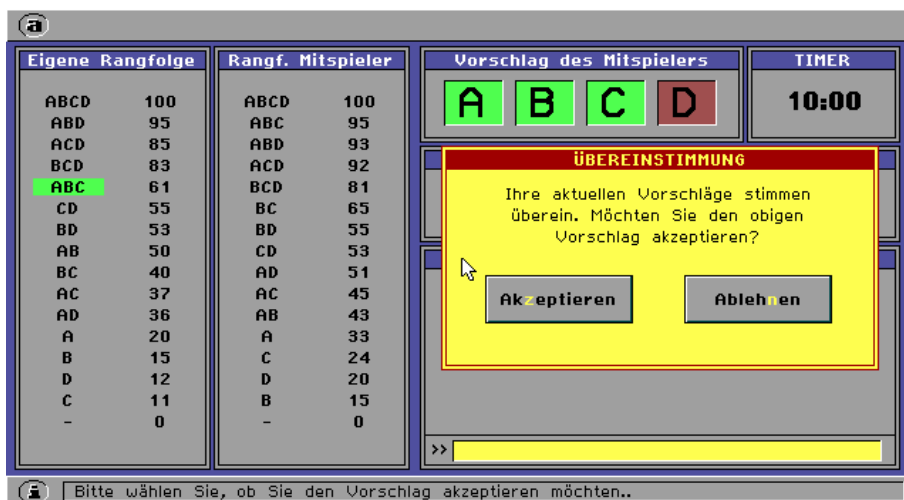 a
Eigene Rangfolge
ABCD 100
ABD 95
ACD 85
BCD 83
ABC 61
CD 55
BD 53
AB 50
BC 40
AC 37
AD 36
A 20
B 15
D 12
C 11
- 0
Rangf. Mitspieler
ABCD 100
ABC 95
ABD 93
ACD 92
BCD 81
BC 65
BD 55
CD 53
AD 51
AC 45
AB 43
A 33
C 24
D 20
B 15
- 0
Vorschlag des Mitspielers
A B C D
TIMER
10:00
ÜBEREINSTIMMUNG
Ihre aktuellen Vorschläge stimmen
überein. Möchten Sie den obigen
Vorschlag akzeptieren?
Akzeptieren Ablehnen
>>
i Bitte wählen Sie, ob Sie den Vorschlag akzeptieren möchten..